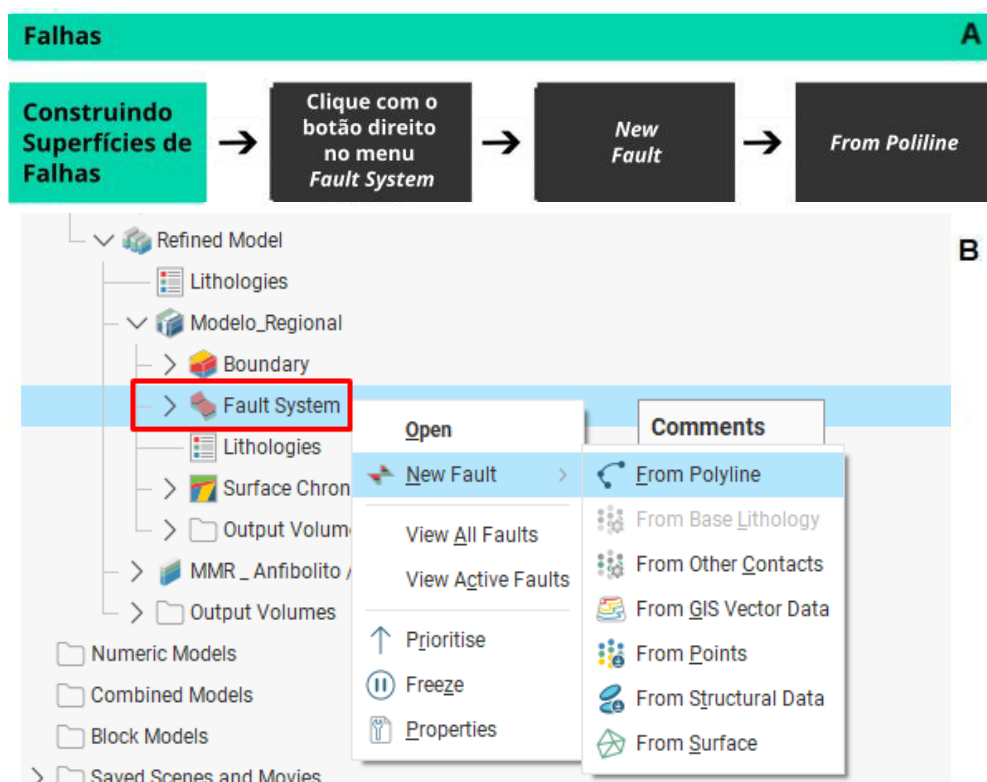 Falhas
A
Construindo
Superfícies de
Falhas
Clique com o
botão direito
no menu
Fault System
New
Fault
From Poliline
B
Refined Model
Lithologies
Modelo_Regional
Boundary
Fault System
Lithologies
Surface Chron
Output Volum
MMR _ Anfibolito /
Output Volumes
Numeric Models
Combined Models
Block Models
Saved Scenes and Movies
Open
New Fault
View All Faults
View Active Faults
Prioritise
Freeze
Properties
Comments
From Polyline
From Base Lithology
From Other Contacts
From GIS Vector Data
From Points
From Structural Data
From Surface